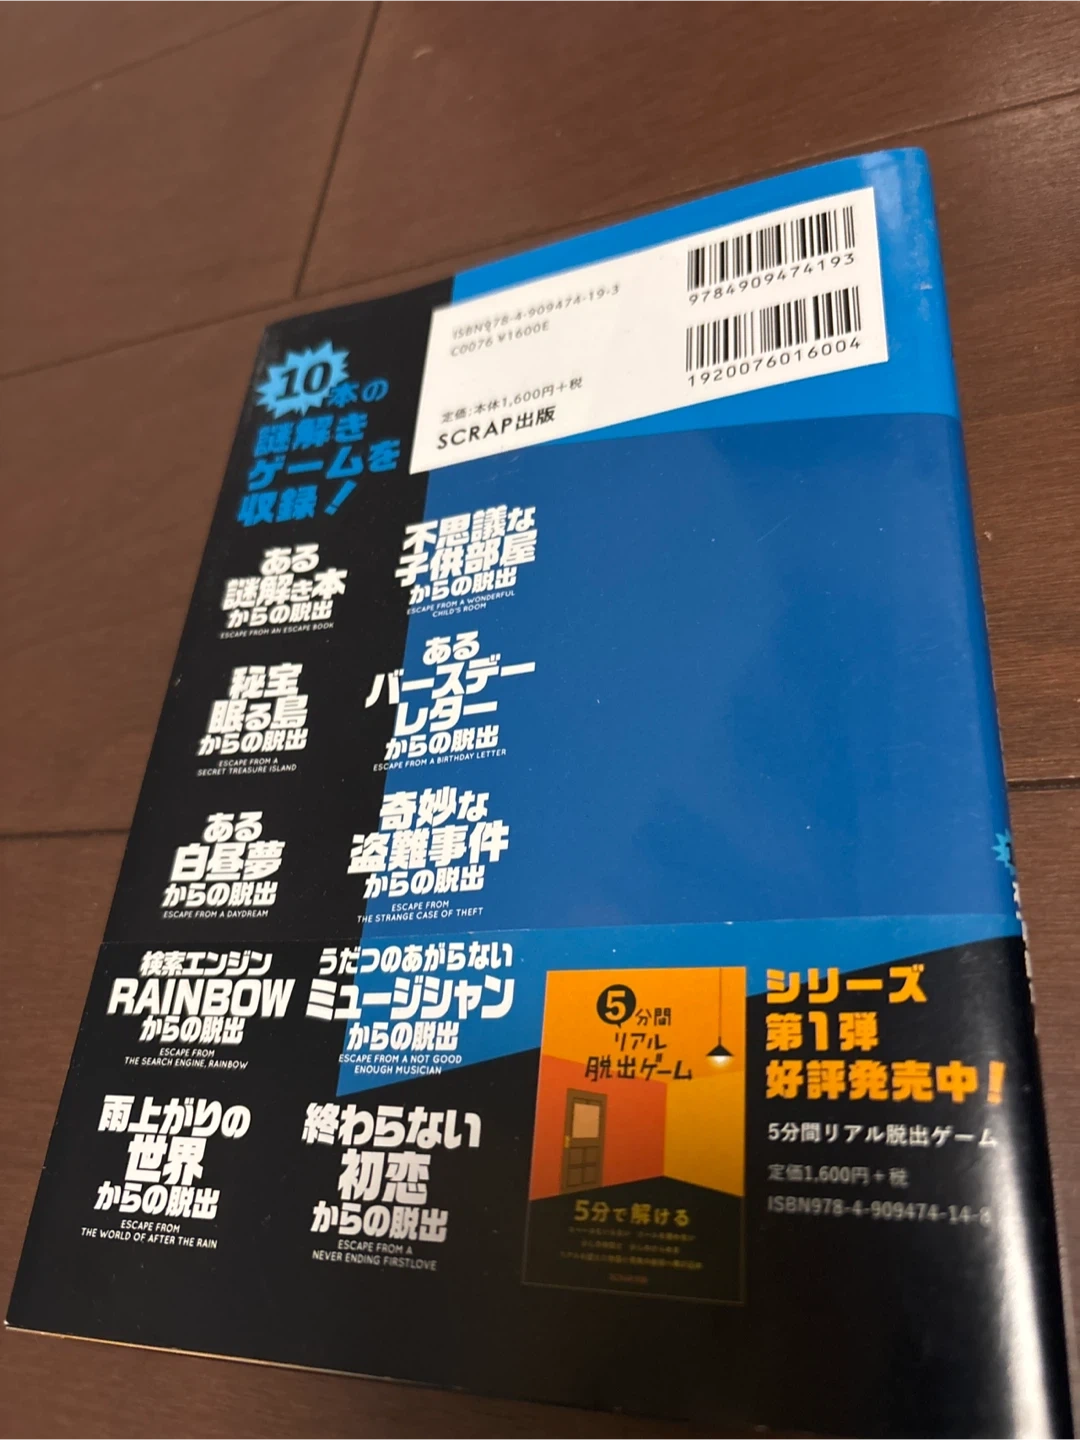 9784909474193
ISBN978-4-909474-19-3
C0076 ¥1600E
1920076016004
定価:本体1,600円+税
SCRAP出版
10本の
謎解き
ゲームを
収録!
ある
謎解き本
からの脱出
ESCAPE FROM AN ESCAPE BOOK
不思議な
子供部屋
からの脱出
ESCAPE FROM A WONDERFUL
CHILD'S ROOM
秘宝
眠る島
からの脱出
ESCAPE FROM A
SECRET TREASURE ISLAND
ある
バースデー
レター
からの脱出
ESCAPE FROM A BIRTHDAY LETTER
ある
白昼夢
からの脱出
ESCAPE FROM A DAYDREAM
奇妙な
盗難事件
からの脱出
ESCAPE FROM
THE STRANGE CASE OF THEFT
検索エンジン
RAINBOW
からの脱出
ESCAPE FROM
THE SEARCH ENGINE, RAINBOW
うだつのあがらない
ミュージシャン
からの脱出
ESCAPE FROM A NOT GOOD
ENOUGH MUSICIAN
雨上がりの
世界
からの脱出
ESCAPE FROM
THE WORLD OF AFTER THE RAIN
終わらない
初恋
からの脱出
ESCAPE FROM A
NEVER ENDING FIRSTLOVE
5分間
リアル
脱出ゲーム
5分で解ける
シリーズ
第1弾
好評発売中!
5分間リアル脱出ゲーム
定価1,600円+税
ISBN978-4-909474-14-8